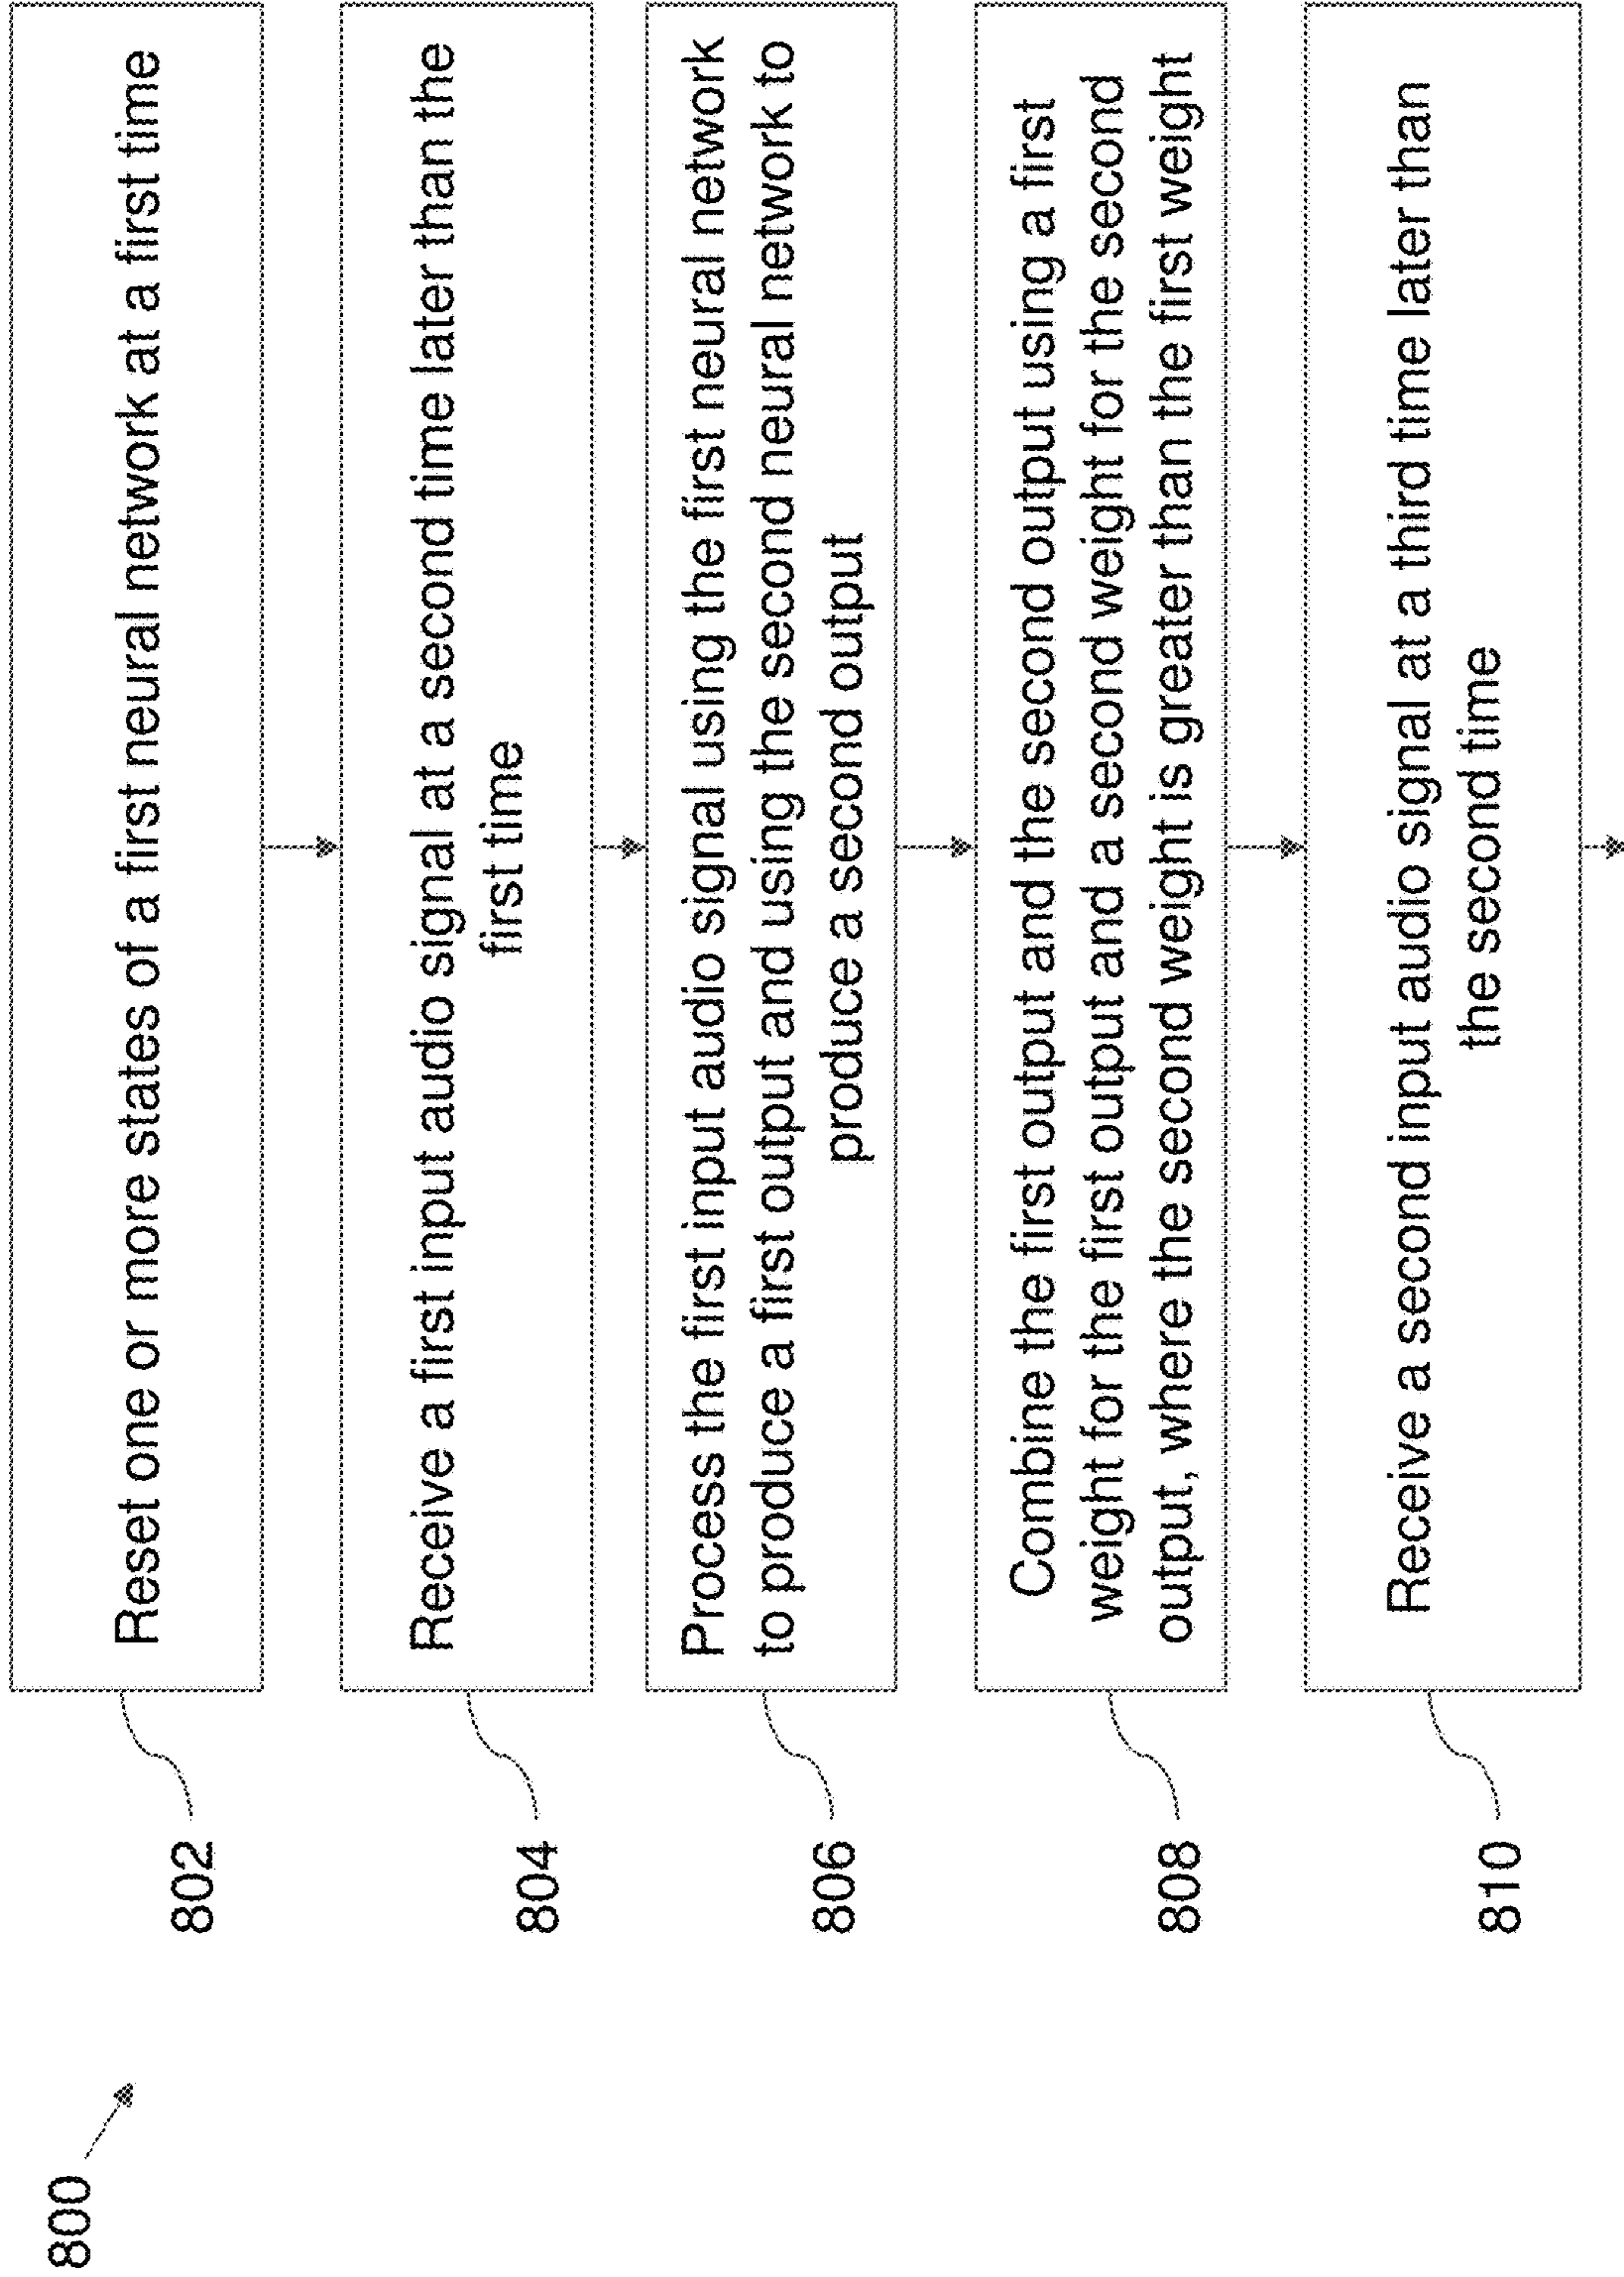 800
802
Reset one or more states of a first neural network at a first time
804
Receive a first input audio signal at a second time later than the
first time
806
Process the first input audio signal using the first neural network
to produce a first output and using the second neural network to
produce a second output
808
Combine the first output and the second output using a first
weight for the first output and a second weight for the second
output, where the second weight is greater than the first weight
810
Receive a second input audio signal at a third time later than
the second time